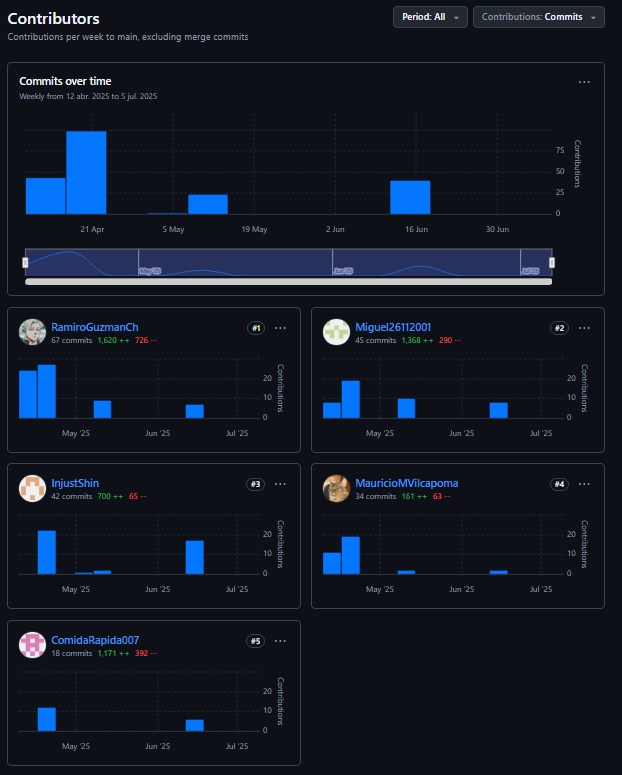 Contributors
Period: All
Contributions: Commits
Contributions per week to main, excluding merge commits
Commits over time
Weekly from 12 abr. 2025 to 5 jul. 2025
75
50
25
0
Contributions
21 Apr
5 May
19 May
2 Jun
16 Jun
30 Jun
May '25
Jun '25
Jul '25
RamiroGuzmanCh
#1
67 commits 1,620 ++ 726 --
20
10
0
Contributions
May '25
Jun '25
Jul '25
Miguel26112001
#2
45 commits 1,368 ++ 290 --
20
10
0
Contributions
May '25
Jun '25
Jul '25
InjustShin
#3
42 commits 700 ++ 65 --
20
10
0
Contributions
May '25
Jun '25
Jul '25
MauricioMVilcapoma
#4
34 commits 161 ++ 63 --
20
10
0
Contributions
May '25
Jun '25
Jul '25
ComidaRapida007
#5
18 commits 1,171 ++ 392 --
20
10
0
Contributions
May '25
Jun '25
Jul '25